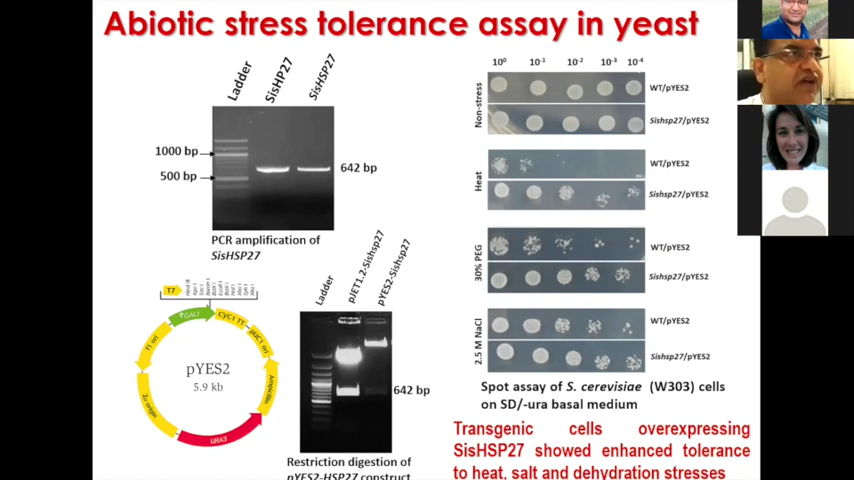 Abiotic stress tolerance assay in yeast
Ladder
SisHP27
SisHSP27
1000 bp
500 bp
642 bp
PCR amplification of
SisHSP27
T7
PGAL1
CYC1 TT
pUC1 ori
Ampicillin
URA3
2µ origin
f1 ori
pYES2
5.9 kb
Ladder
pJET1.2-Sishsp27
pYES2-Sishsp27
642 bp
Restriction digestion of
pYES2-HSP27 construct
10⁰ 10⁻¹ 10⁻² 10⁻³ 10⁻⁴
Non-stress
WT/pYES2
Sishsp27/pYES2
Heat
WT/pYES2
Sishsp27/pYES2
30% PEG
WT/pYES2
Sishsp27/pYES2
2.5 M NaCl
WT/pYES2
Sishsp27/pYES2
Spot assay of S. cerevisiae (W303) cells
on SD/-ura basal medium
Transgenic cells overexpressing
SisHSP27 showed enhanced tolerance
to heat, salt and dehydration stresses